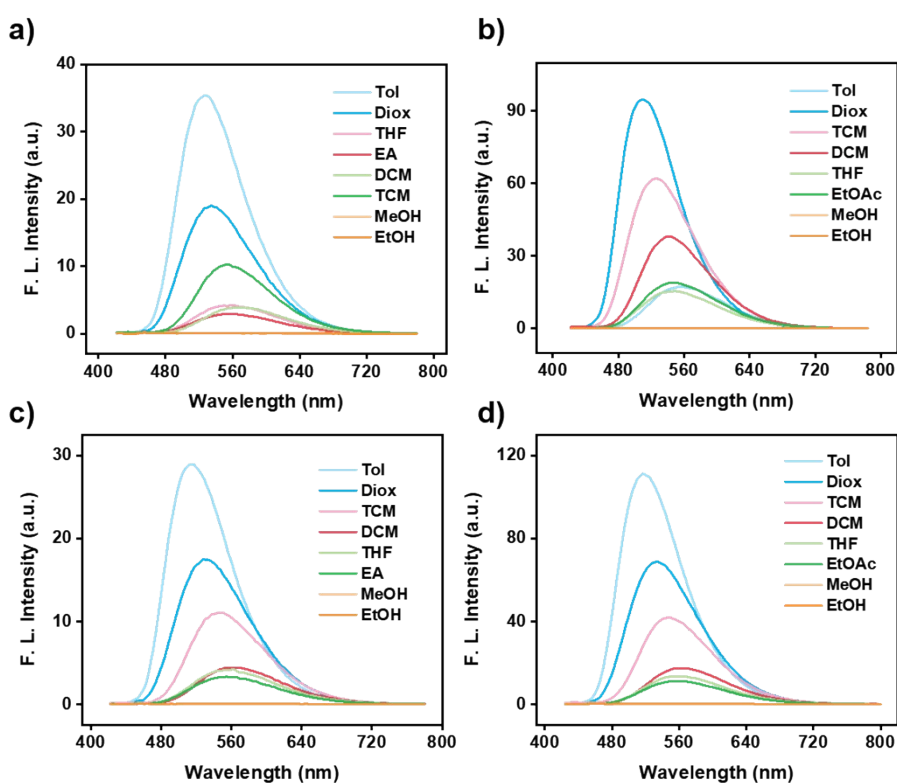 a)
40
30
20
10
0
F. L. Intensity (a.u.)
Tol
Diox
THF
EA
DCM
TCM
MeOH
EtOH
400 480 560 640 720 800
Wavelength (nm)
b)
90
60
30
0
F. L. Intensity (a.u.)
Tol
Diox
TCM
DCM
THF
EtOAc
MeOH
EtOH
400 480 560 640 720 800
Wavelength (nm)
c)
30
20
10
0
F. L. Intensity (a.u.)
Tol
Diox
TCM
DCM
THF
EA
MeOH
EtOH
400 480 560 640 720 800
Wavelength (nm)
d)
120
80
40
0
F. L. Intensity (a.u.)
Tol
Diox
TCM
DCM
THF
EtOAc
MeOH
EtOH
400 480 560 640 720 800
Wavelength (nm)